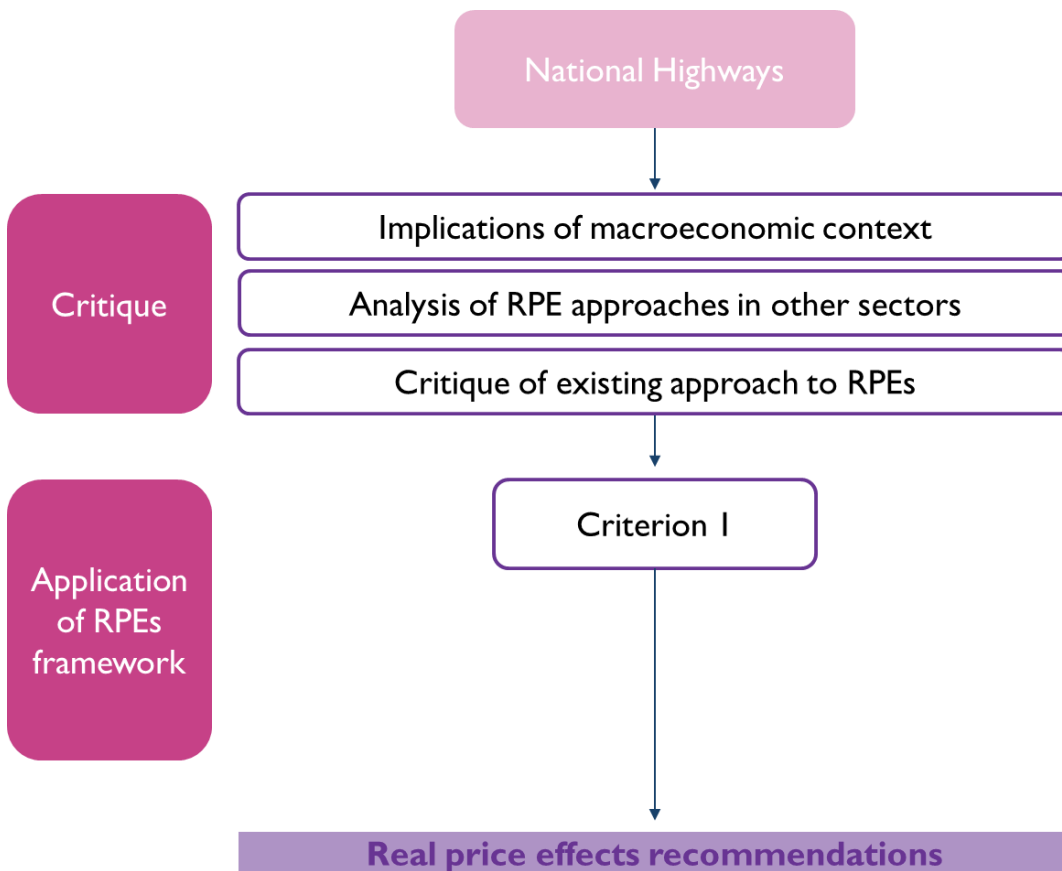 National Highways
Critique
Implications of macroeconomic context
Analysis of RPE approaches in other sectors
Critique of existing approach to RPEs
Application
of RPEs
framework
Criterion 1
Real price effects recommendations